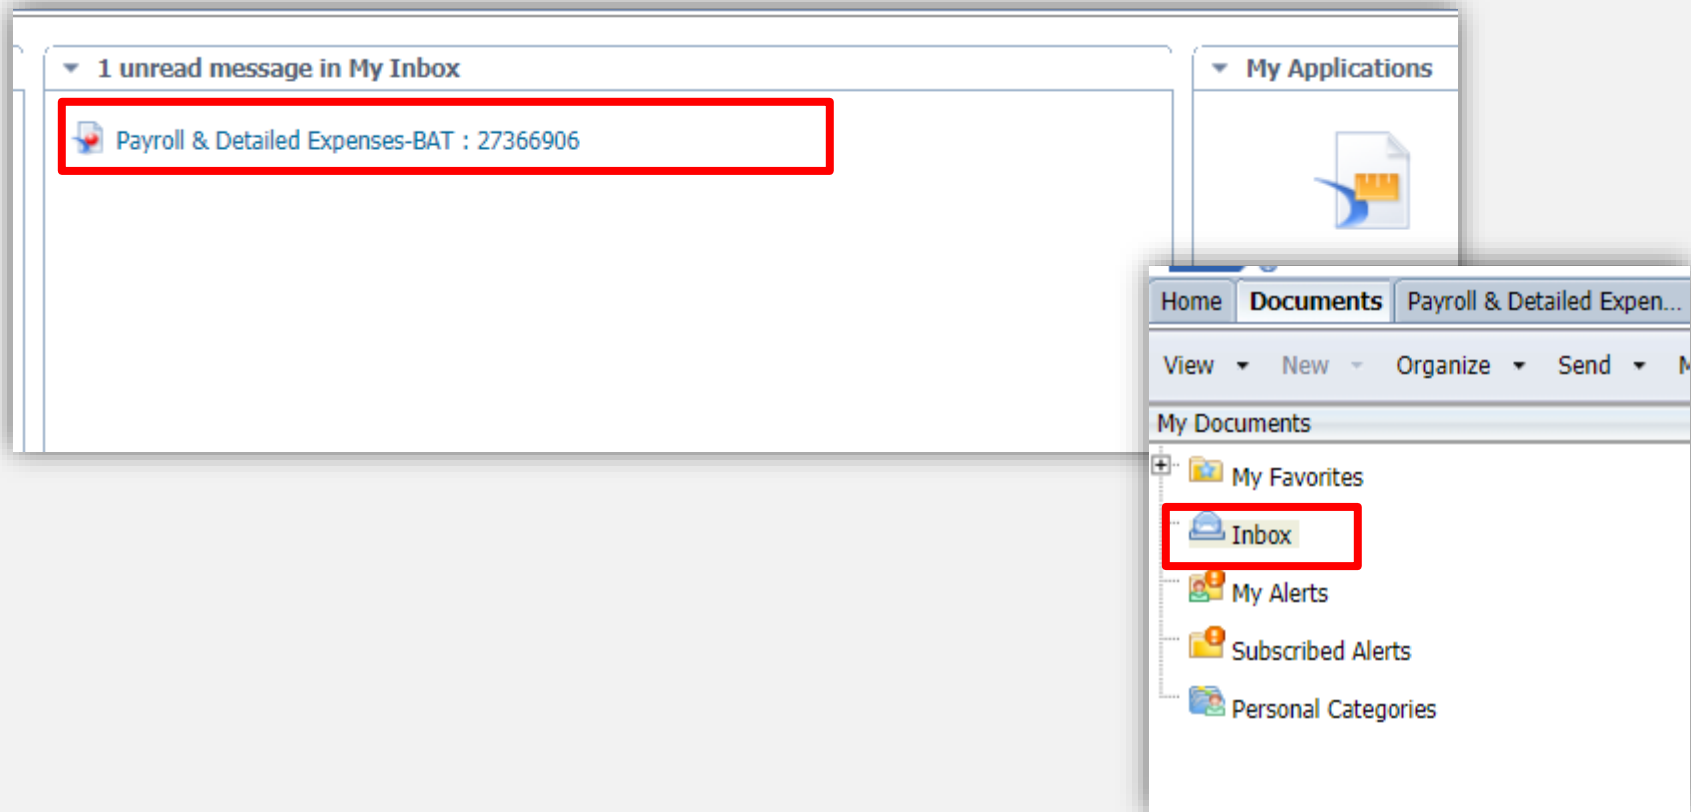 1 unread message in My Inbox
My Applications
Payroll & Detailed Expenses-BAT : 27366906
Home Documents Payroll & Detailed Expen...
View New Organize Send
My Documents
My Favorites
Inbox
My Alerts
Subscribed Alerts
Personal Categories